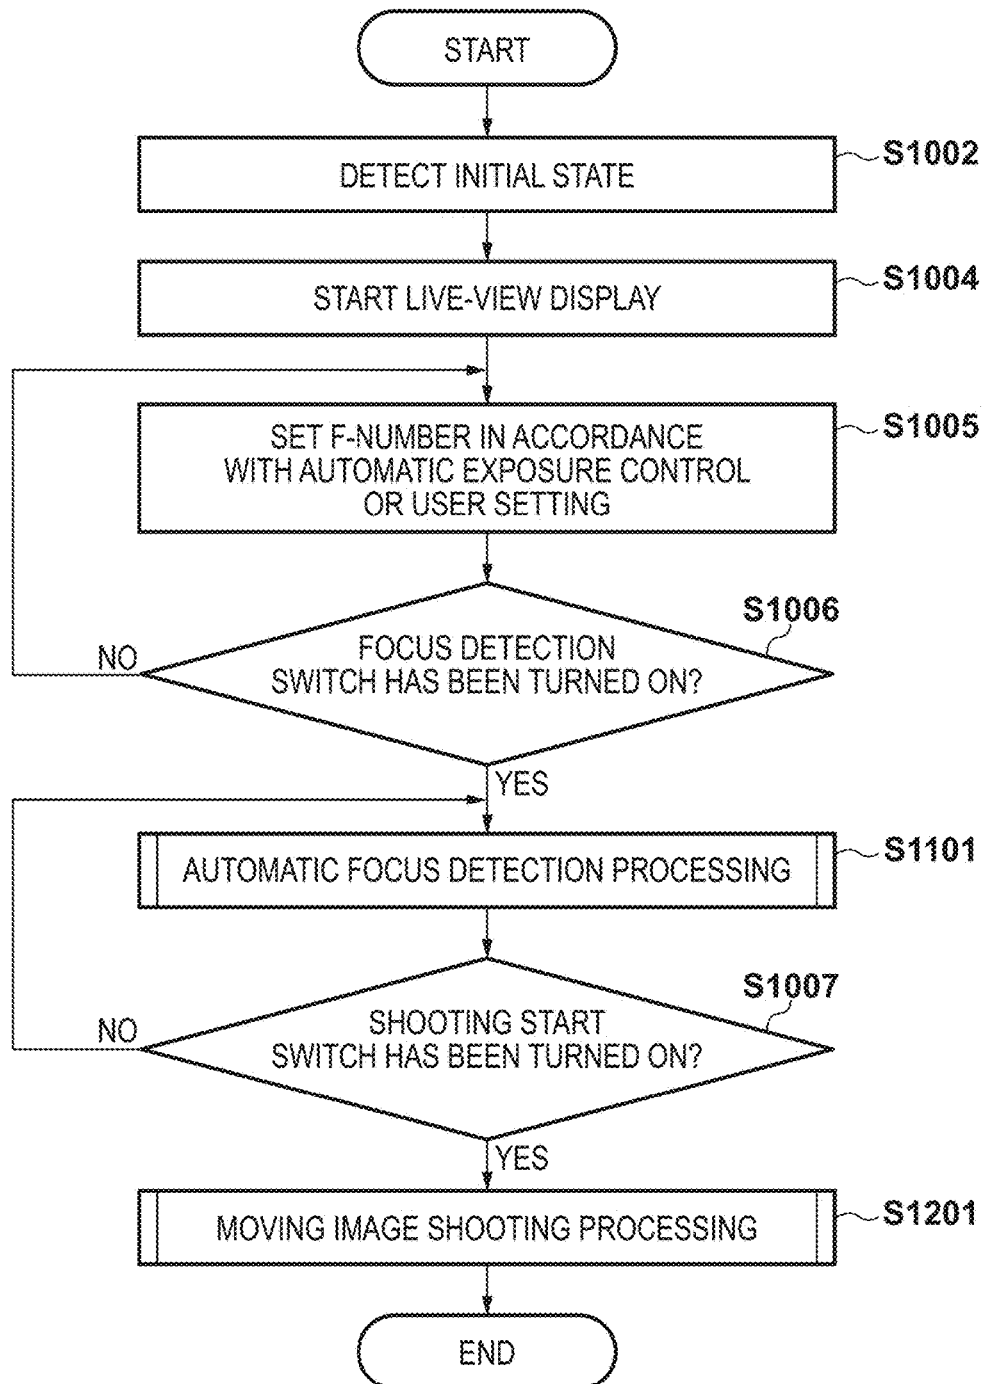 START
DETECT INITIAL STATE
S1002
START LIVE-VIEW DISPLAY
S1004
SET F-NUMBER IN ACCORDANCE
WITH AUTOMATIC EXPOSURE CONTROL
OR USER SETTING
S1005
FOCUS DETECTION
SWITCH HAS BEEN TURNED ON?
S1006
NO
YES
AUTOMATIC FOCUS DETECTION PROCESSING
S1101
SHOOTING START
SWITCH HAS BEEN TURNED ON?
S1007
NO
YES
MOVING IMAGE SHOOTING PROCESSING
S1201
END